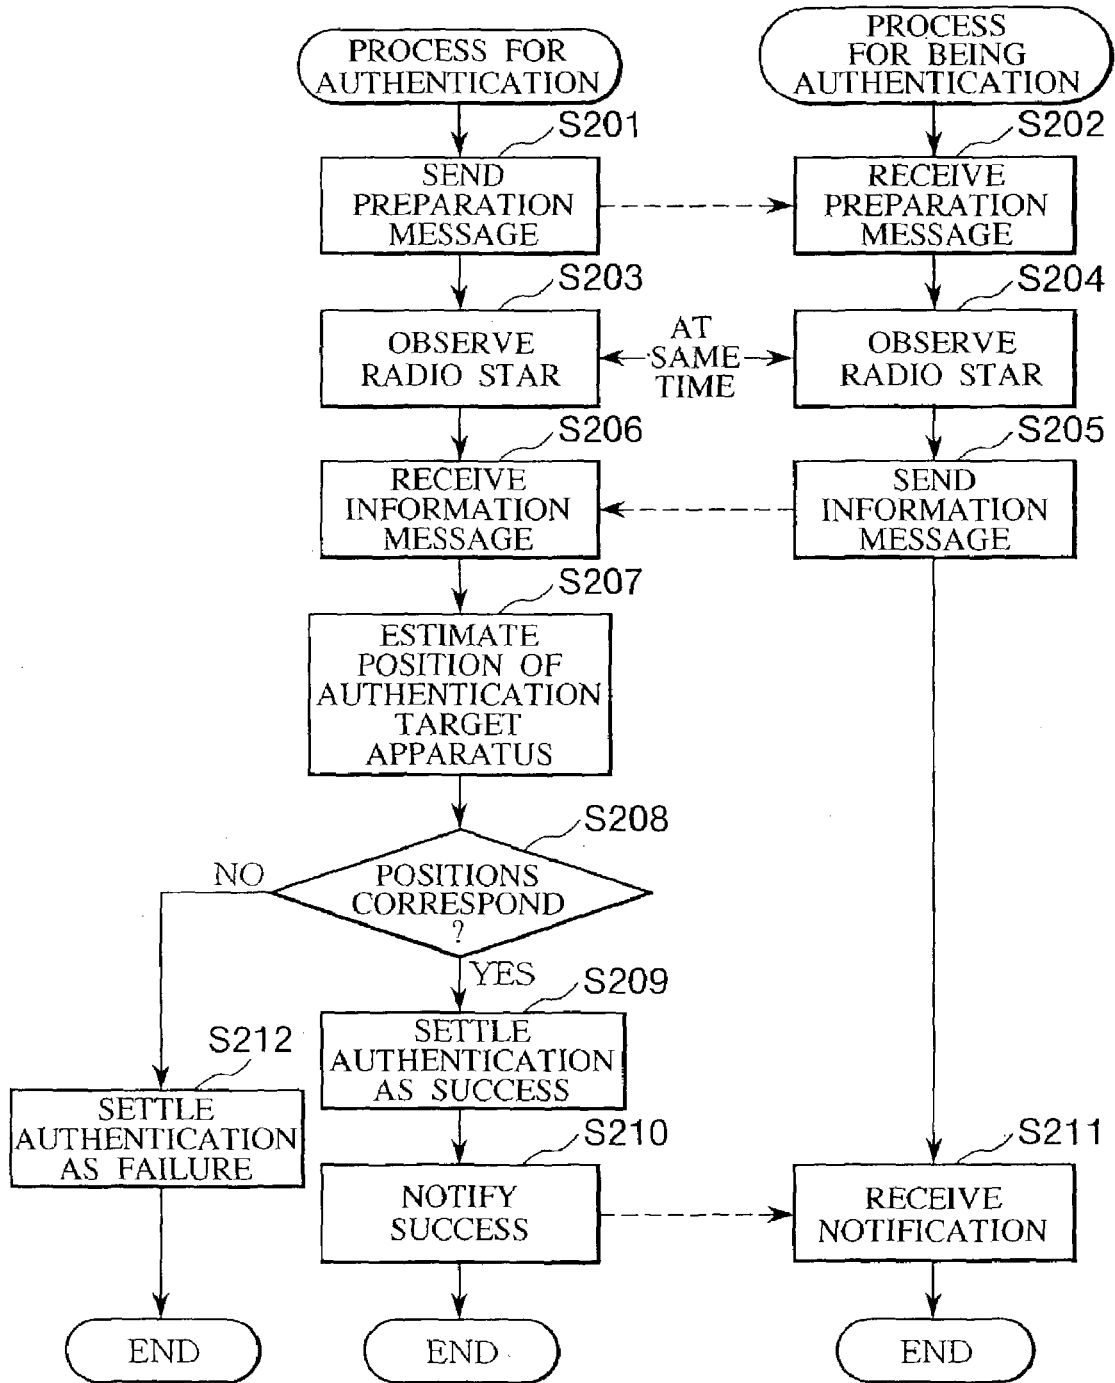 PROCESS FOR
AUTHENTICATION
PROCESS
FOR BEING
AUTHENTICATION
S201
SEND
PREPARATION
MESSAGE
S202
RECEIVE
PREPARATION
MESSAGE
S203
OBSERVE
RADIO STAR
AT
SAME
TIME
S204
OBSERVE
RADIO STAR
S206
RECEIVE
INFORMATION
MESSAGE
S205
SEND
INFORMATION
MESSAGE
S207
ESTIMATE
POSITION OF
AUTHENTICATION
TARGET
APPARATUS
S208
POSITIONS
CORRESPOND
?
NO
YES
S209
SETTLE
AUTHENTICATION
AS SUCCESS
S212
SETTLE
AUTHENTICATION
AS FAILURE
S210
NOTIFY
SUCCESS
S211
RECEIVE
NOTIFICATION
END
END
END